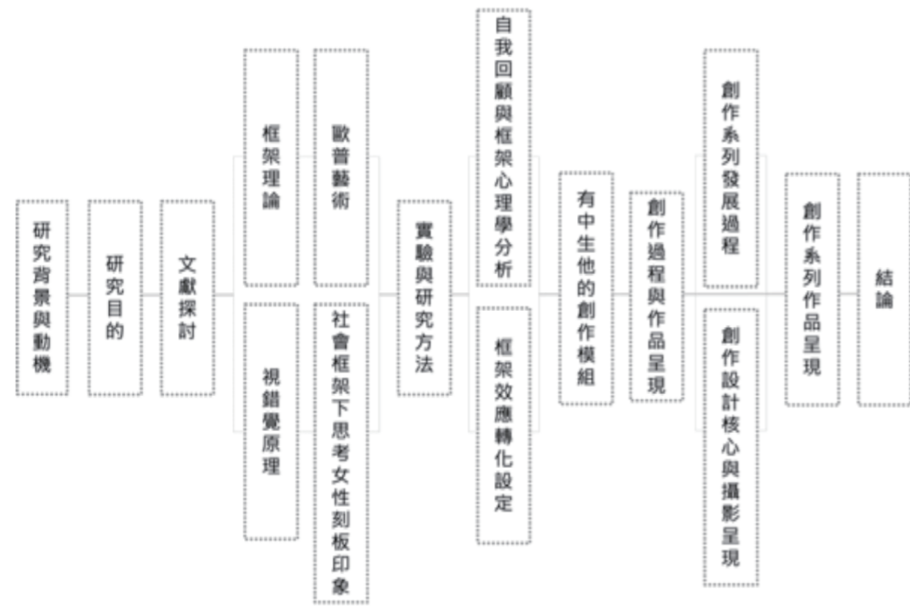 研究背景與動機
研究目的
文獻探討
框架理論
歐普藝術
視錯覺原理
社會框架下思考女性刻板印象
實驗與研究方法
自我回顧與框架心理學分析
框架效應轉化設定
有中生他的創作模組
創作過程與作品呈現
創作系列發展過程
創作設計核心與攝影呈現
創作系列作品呈現
結論